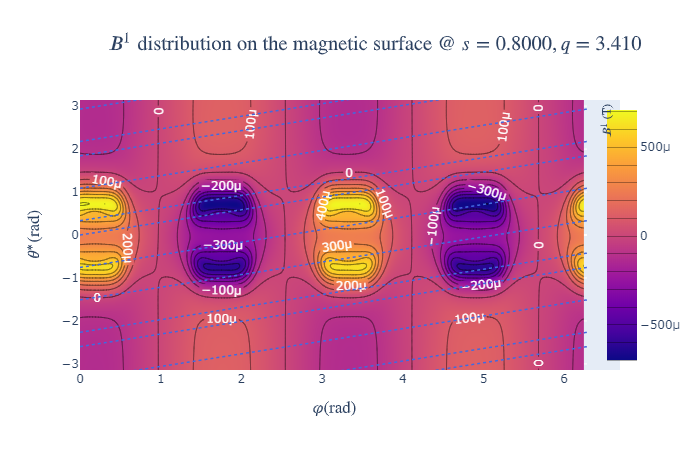 B¹ distribution on the magnetic surface @ s = 0.8000, q = 3.410
B¹ (T)
500μ
0
−500μ
θ* (rad)
3
2
1
0
−1
−2
−3
0
100μ
100μ
0
100μ
−200μ
0
−300μ
400μ
100μ
200μ
−300μ
300μ
−100μ
0
−100μ
200μ
−200μ
0
100μ
100μ
0
0 1 2 3 4 5 6
φ(rad)